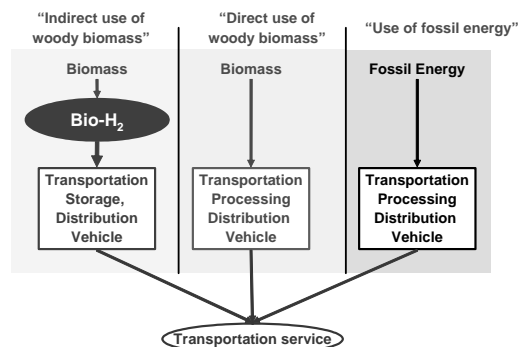 “Indirect use of
woody biomass”
“Direct use of
woody biomass”
“Use of fossil energy”
Biomass
Biomass
Fossil Energy
Bio-H₂
Transportation
Storage,
Distribution
Vehicle
Transportation
Processing
Distribution
Vehicle
Transportation
Processing
Distribution
Vehicle
Transportation service